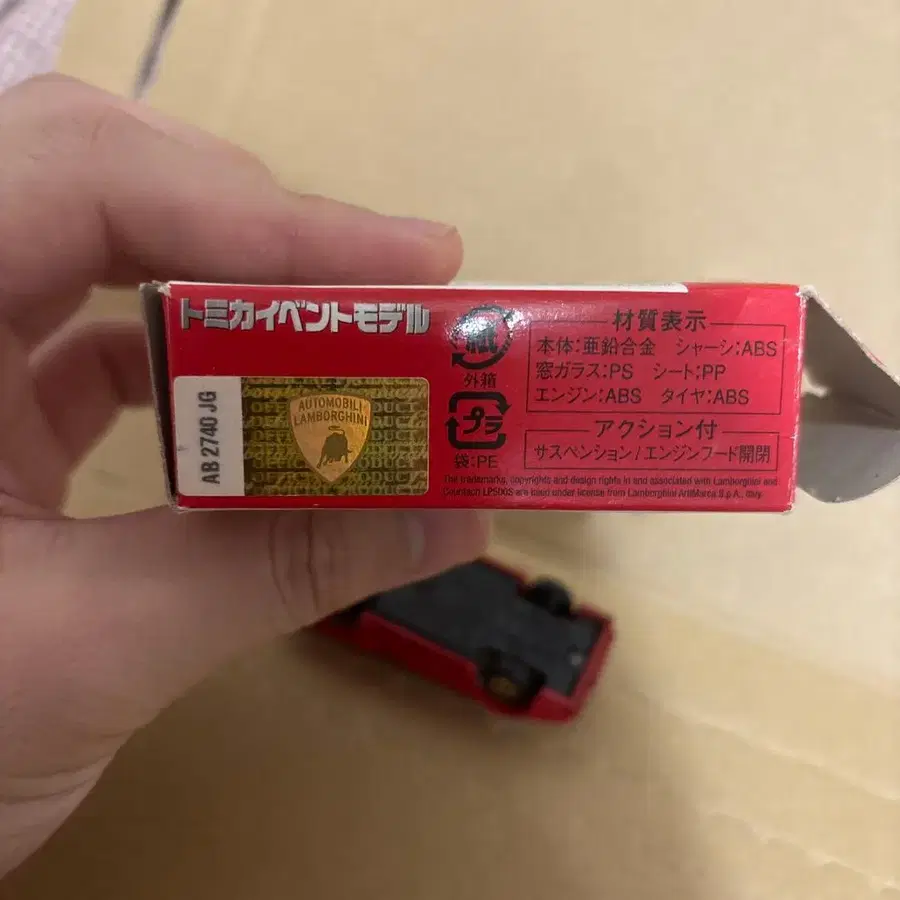 トミカイベントモデル
AB 2740 JG
AUTOMOBILI
LAMBORGHINI
紙
外箱
プラ
袋:PE
材質表示
本体:亜鉛合金 シャーシ:ABS
窓ガラス:PS シート:PP
エンジン:ABS タイヤ:ABS
アクション付
サスペンション/エンジンフード開閉
The trademarks, copyrights and design rights in and associated with Lamborghini and
Countach LP500S are used under license from Lamborghini ArtiMarca S.p.A., Italy.